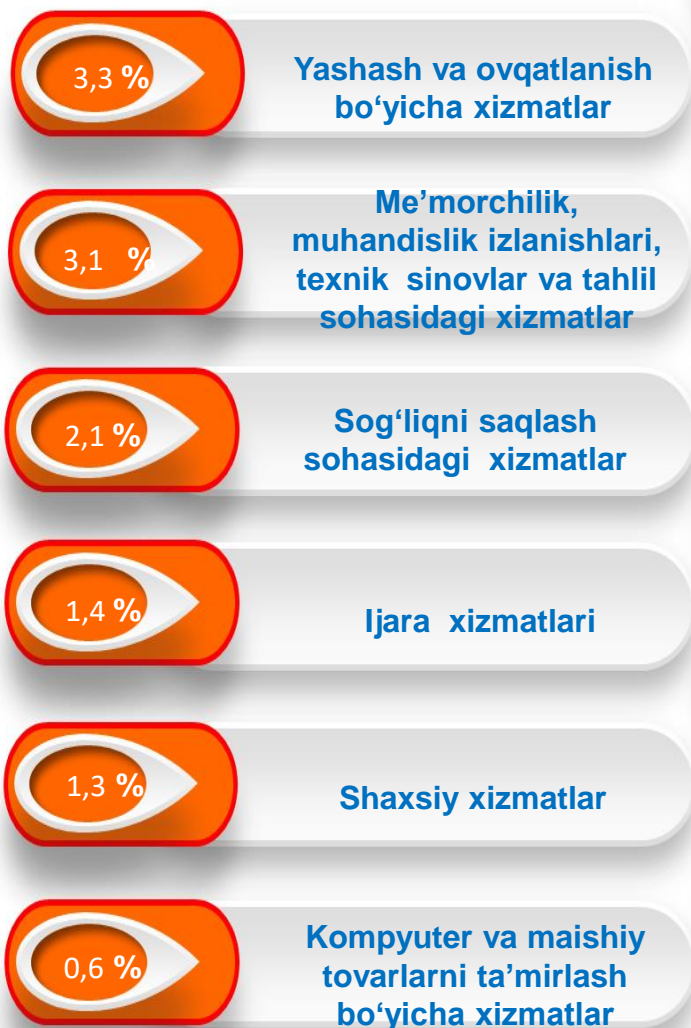 3,3 %
Yashash va ovqatlanish
bo‘yicha xizmatlar
3,1 %
Me’morchilik,
muhandislik izlanishlari,
texnik sinovlar va tahlil
sohasidagi xizmatlar
2,1 %
Sog‘liqni saqlash
sohasidagi xizmatlar
1,4 %
Ijara xizmatlari
1,3 %
Shaxsiy xizmatlar
0,6 %
Kompyuter va maishiy
tovarlarni ta’mirlash
bo‘yicha xizmatlar